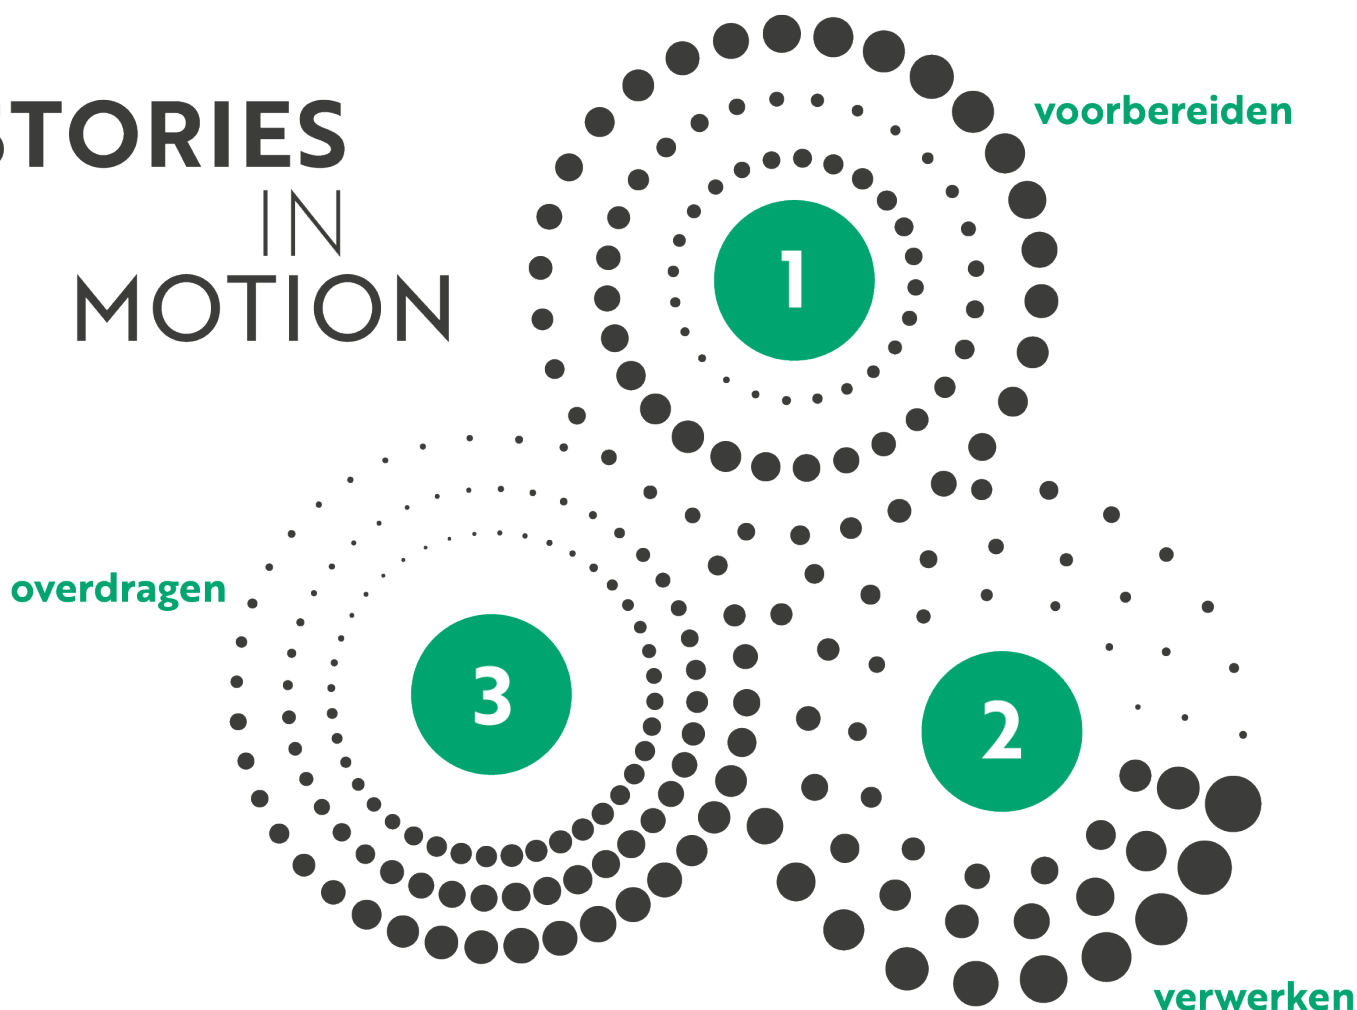 STORIES
IN
MOTION
voorbereiden
1
overdragen
3
2
verwerken